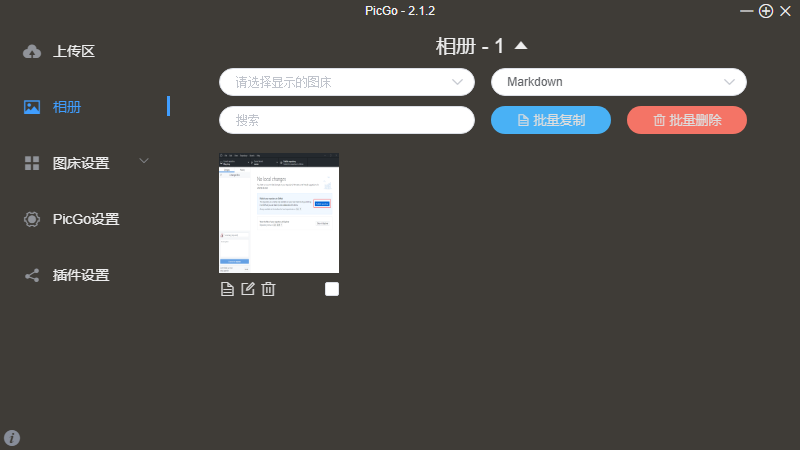 PicGo - 2.1.2
上传区
相册
图床设置
PicGo设置
插件设置
相册 - 1
请选择显示的图床
Markdown
搜索
批量复制
批量删除
No local changes